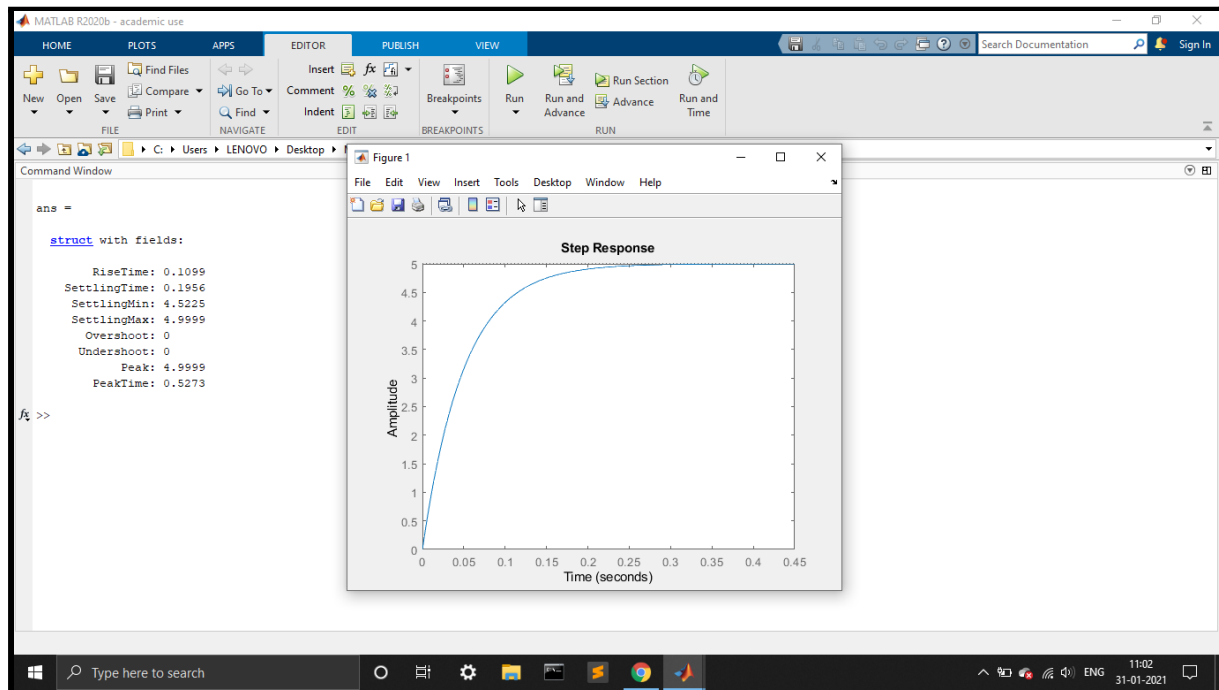 MATLAB R2020b - academic use
HOME PLOTS APPS EDITOR PUBLISH VIEW
Search Documentation
Sign In
New
Open
Save
Find Files
Compare
Print
FILE
Go To
Find
NAVIGATE
Insert fx
Comment %
Indent
EDIT
Breakpoints
BREAKPOINTS
Run
Run and Advance
Run Section
Advance
Run and Time
RUN
C: Users LENOVO Desktop
Command Window
ans =
struct with fields:
RiseTime: 0.1099
SettlingTime: 0.1956
SettlingMin: 4.5225
SettlingMax: 4.9999
Overshoot: 0
Undershoot: 0
Peak: 4.9999
PeakTime: 0.5273
fx >>
Figure 1
File Edit View Insert Tools Desktop Window Help
Step Response
5
4.5
4
3.5
3
2.5
2
1.5
1
0.5
0
Amplitude
0 0.05 0.1 0.15 0.2 0.25 0.3 0.35 0.4 0.45
Time (seconds)
Type here to search
ENG
11:02
31-01-2021